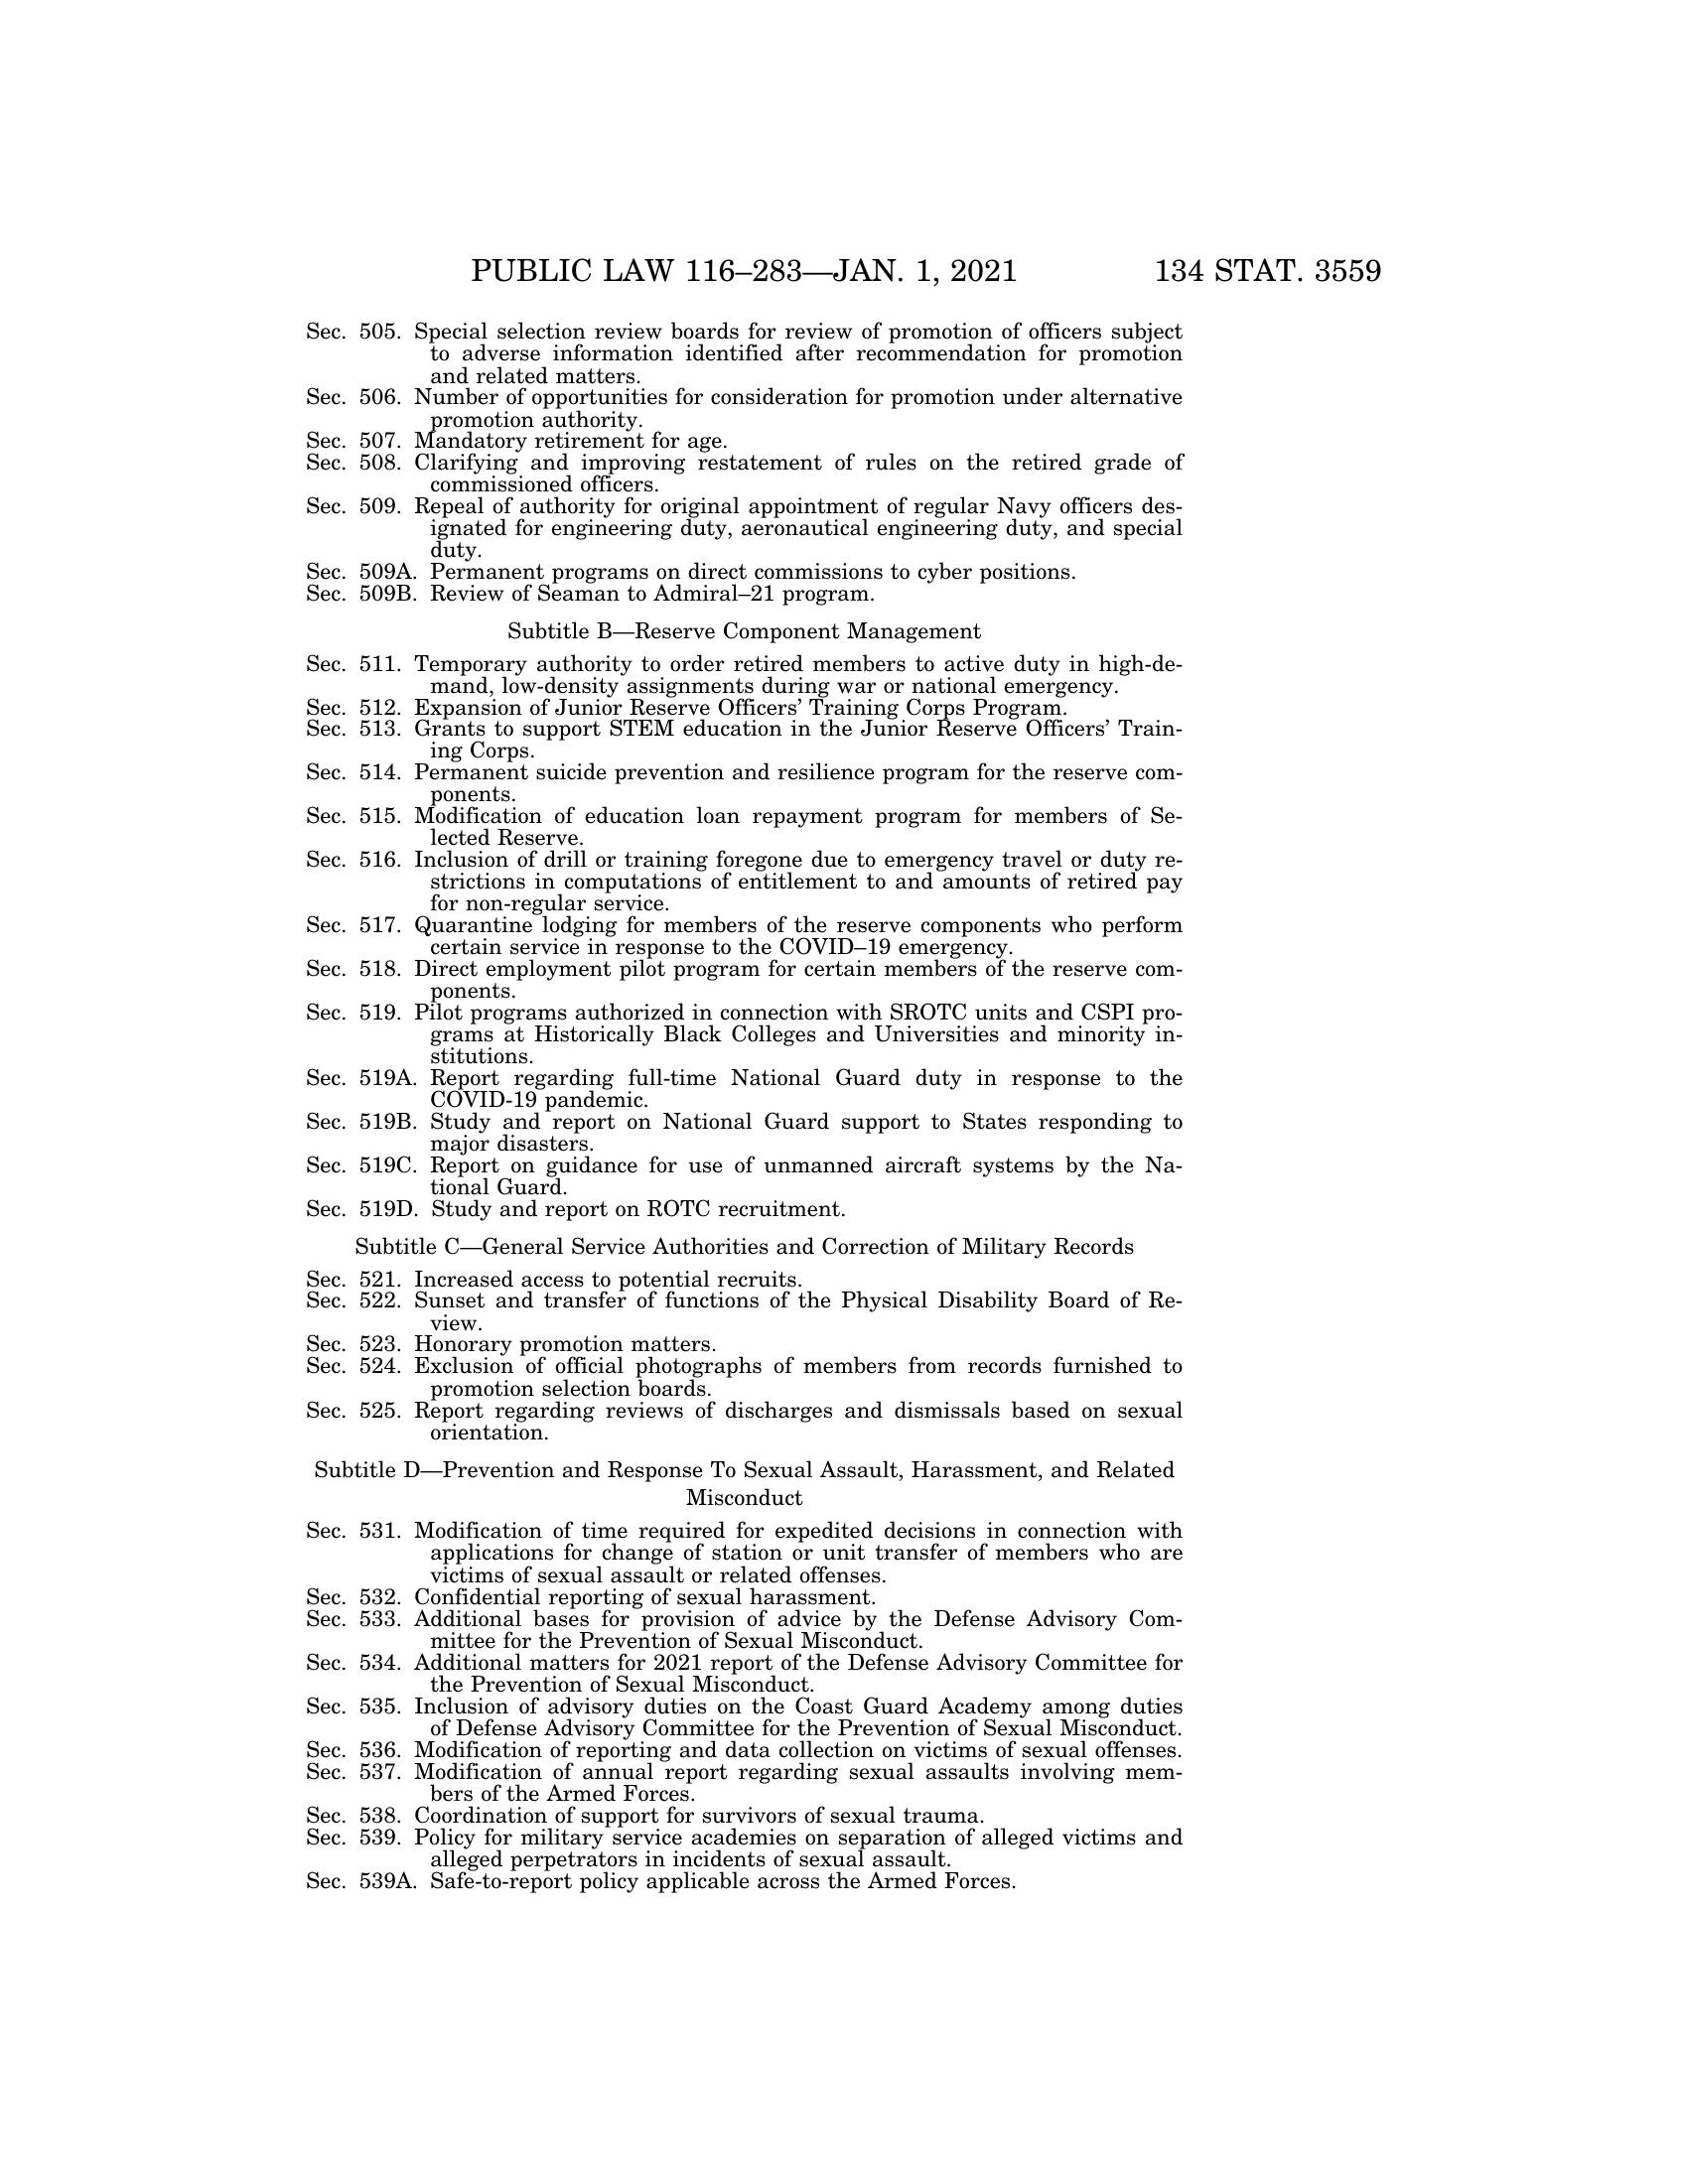 PUBLIC LAW 116–283—JAN. 1, 2021 134 STAT. 3559
Sec. 505. Special selection review boards for review of promotion of officers subject
to adverse information identified after recommendation for promotion
and related matters.
Sec. 506. Number of opportunities for consideration for promotion under alternative
promotion authority.
Sec. 507. Mandatory retirement for age.
Sec. 508. Clarifying and improving restatement of rules on the retired grade of
commissioned officers.
Sec. 509. Repeal of authority for original appointment of regular Navy officers des-
ignated for engineering duty, aeronautical engineering duty, and special
duty.
Sec. 509A. Permanent programs on direct commissions to cyber positions.
Sec. 509B. Review of Seaman to Admiral–21 program.
Subtitle B—Reserve Component Management
Sec. 511. Temporary authority to order retired members to active duty in high-de-
mand, low-density assignments during war or national emergency.
Sec. 512. Expansion of Junior Reserve Officers’ Training Corps Program.
Sec. 513. Grants to support STEM education in the Junior Reserve Officers’ Train-
ing Corps.
Sec. 514. Permanent suicide prevention and resilience program for the reserve com-
ponents.
Sec. 515. Modification of education loan repayment program for members of Se-
lected Reserve.
Sec. 516. Inclusion of drill or training foregone due to emergency travel or duty re-
strictions in computations of entitlement to and amounts of retired pay
for non-regular service.
Sec. 517. Quarantine lodging for members of the reserve components who perform
certain service in response to the COVID–19 emergency.
Sec. 518. Direct employment pilot program for certain members of the reserve com-
ponents.
Sec. 519. Pilot programs authorized in connection with SROTC units and CSPI pro-
grams at Historically Black Colleges and Universities and minority in-
stitutions.
Sec. 519A. Report regarding full-time National Guard duty in response to the
COVID-19 pandemic.
Sec. 519B. Study and report on National Guard support to States responding to
major disasters.
Sec. 519C. Report on guidance for use of unmanned aircraft systems by the Na-
tional Guard.
Sec. 519D. Study and report on ROTC recruitment.
Subtitle C—General Service Authorities and Correction of Military Records
Sec. 521. Increased access to potential recruits.
Sec. 522. Sunset and transfer of functions of the Physical Disability Board of Re-
view.
Sec. 523. Honorary promotion matters.
Sec. 524. Exclusion of official photographs of members from records furnished to
promotion selection boards.
Sec. 525. Report regarding reviews of discharges and dismissals based on sexual
orientation.
Subtitle D—Prevention and Response To Sexual Assault, Harassment, and Related
Misconduct
Sec. 531. Modification of time required for expedited decisions in connection with
applications for change of station or unit transfer of members who are
victims of sexual assault or related offenses.
Sec. 532. Confidential reporting of sexual harassment.
Sec. 533. Additional bases for provision of advice by the Defense Advisory Com-
mittee for the Prevention of Sexual Misconduct.
Sec. 534. Additional matters for 2021 report of the Defense Advisory Committee for
the Prevention of Sexual Misconduct.
Sec. 535. Inclusion of advisory duties on the Coast Guard Academy among duties
of Defense Advisory Committee for the Prevention of Sexual Misconduct.
Sec. 536. Modification of reporting and data collection on victims of sexual offenses.
Sec. 537. Modification of annual report regarding sexual assaults involving mem-
bers of the Armed Forces.
Sec. 538. Coordination of support for survivors of sexual trauma.
Sec. 539. Policy for military service academies on separation of alleged victims and
alleged perpetrators in incidents of sexual assault.
Sec. 539A. Safe-to-report policy applicable across the Armed Forces.